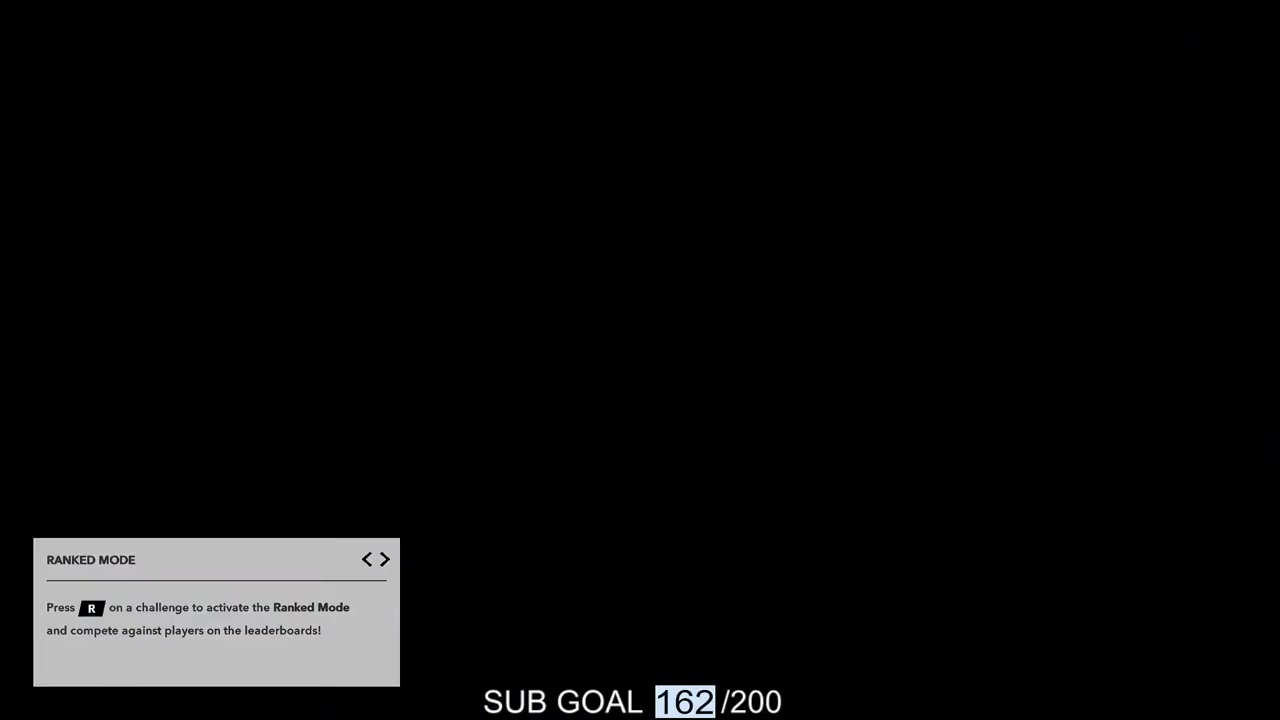 RANKED MODE < >
Press R on a challenge to activate the Ranked Mode
and compete against players on the leaderboards!
SUB GOAL 162 /200